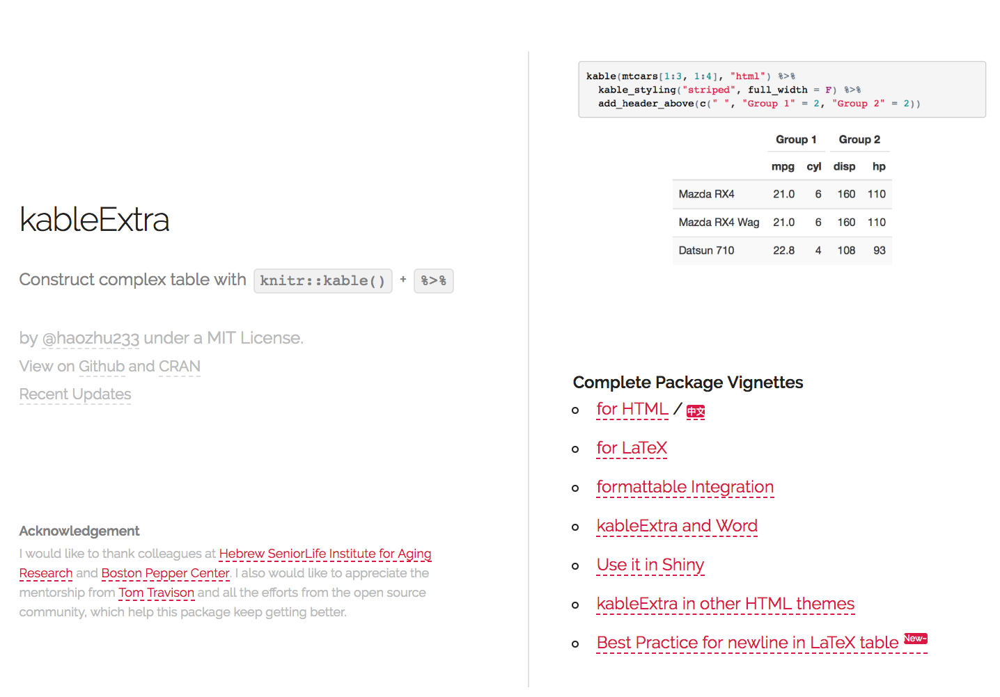 kableExtra
Construct complex table with knitr::kable() + %>%
by @haozhu233 under a MIT License.
View on Github and CRAN
Recent Updates
Acknowledgement
I would like to thank colleagues at Hebrew SeniorLife Institute for Aging
Research and Boston Pepper Center. I also would like to appreciate the
mentorship from Tom Travison and all the efforts from the open source
community, which help this package keep getting better.
kable(mtcars[1:3, 1:4], "html") %>%
kable_styling("striped", full_width = F) %>%
add_header_above(c(" ", "Group 1" = 2, "Group 2" = 2))
Group 1 Group 2
mpg cyl disp hp
Mazda RX4 21.0 6 160 110
Mazda RX4 Wag 21.0 6 160 110
Datsun 710 22.8 4 108 93
Complete Package Vignettes
for HTML / 中文
for LaTeX
formattable Integration
kableExtra and Word
Use it in Shiny
kableExtra in other HTML themes
Best Practice for newline in LaTeX table New~